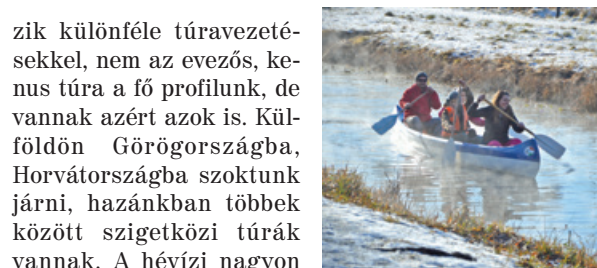 zik különféle túravezeté-
sekkel, nem az evezős, ke-
nus túra a fő profilunk, de
vannak azért azok is. Kül-
földön Görögországba,
Horvátországba szoktunk
járni, hazánkban többek
között szigetközi túrák
vannak. A hévízi nagyon